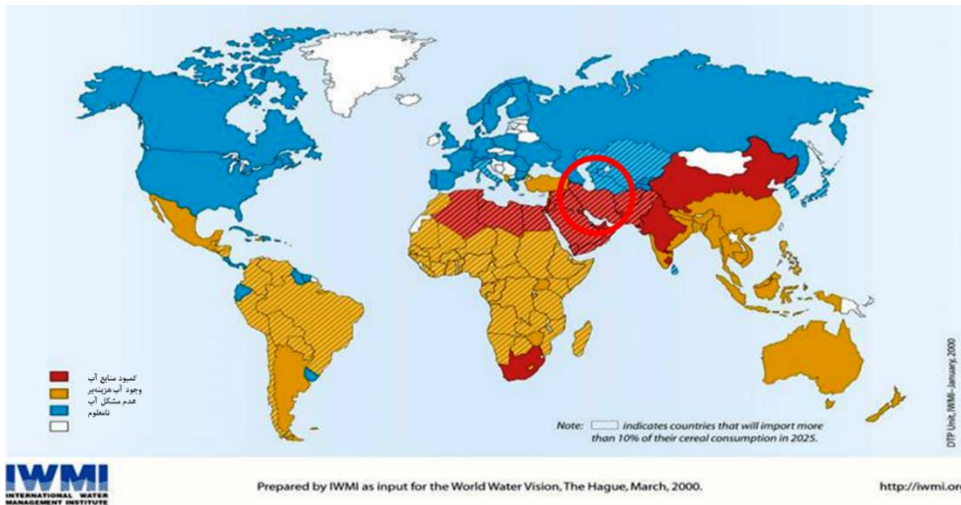 کمبود منابع آب
وجود آب هزینه‌بر
عدم مشکل آب
نامعلوم
Note: indicates countries that will import more
than 10% of their cereal consumption in 2025.
DTP Unit, IWMI-January, 2000
IWMI
INTERNATIONAL WATER
MANAGEMENT INSTITUTE
Prepared by IWMI as input for the World Water Vision, The Hague, March, 2000.
http://iwmi.org